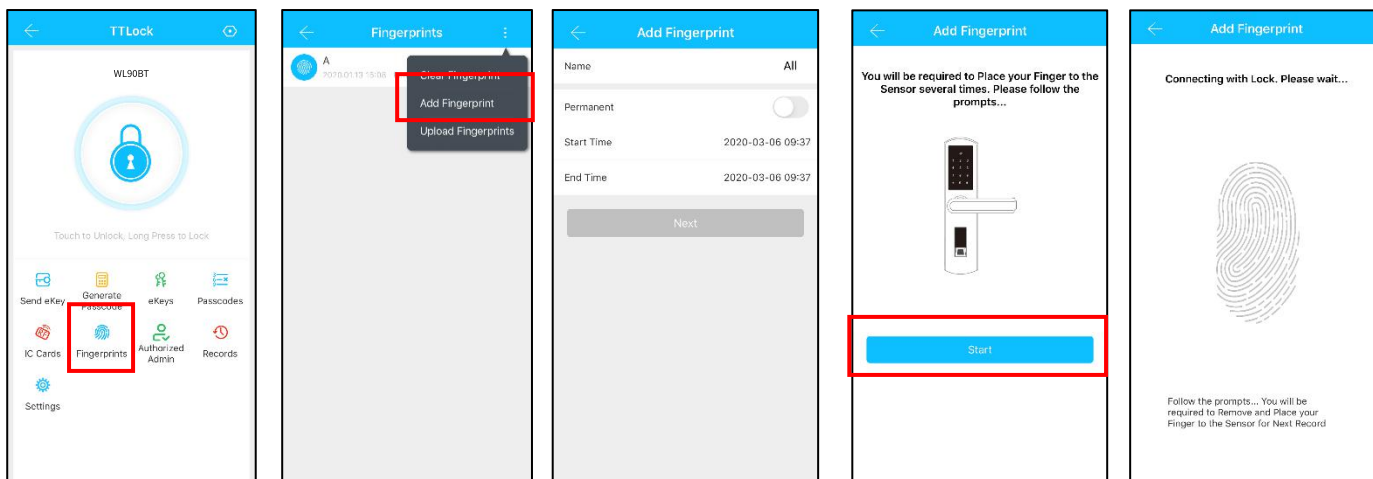 TTLock
WL90BT
Touch to Unlock, Long Press to Lock
Send eKey
Generate
Passcode
eKeys
Passcodes
IC Cards
Fingerprints
Authorized
Admin
Records
Settings
Fingerprints
A
2020.01.13 15:08
Clear Fingerprint
Add Fingerprint
Upload Fingerprints
Add Fingerprint
Name All
Permanent
Start Time 2020-03-06 09:37
End Time 2020-03-06 09:37
Next
Add Fingerprint
You will be required to Place your Finger to the
Sensor several times. Please follow the
prompts...
Start
Add Fingerprint
Connecting with Lock. Please wait...
Follow the prompts... You will be
required to Remove and Place your
Finger to the Sensor for Next Record